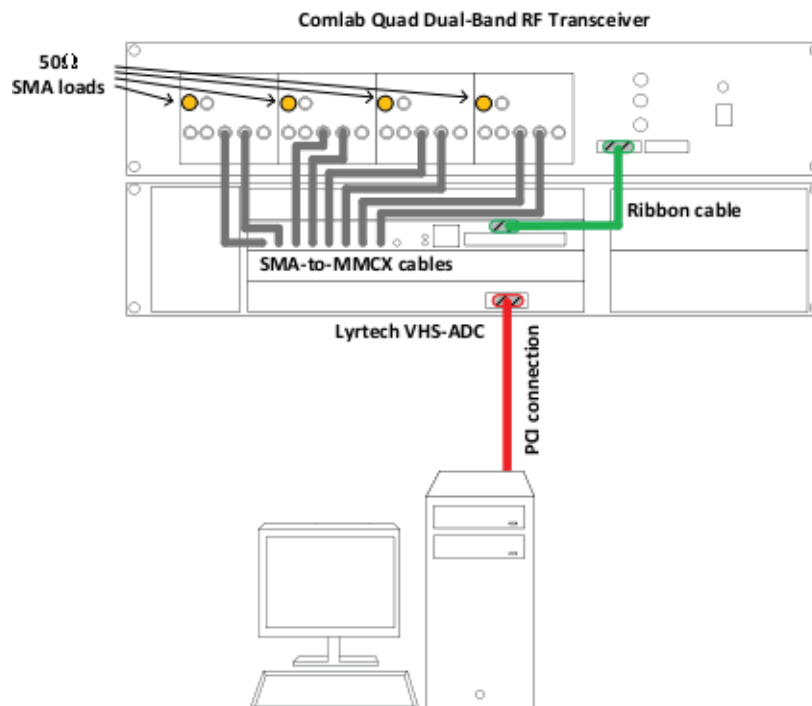 Comlab Quad Dual-Band RF Transceiver
50Ω
SMA loads
Ribbon cable
SMA-to-MMCX cables
Lyrtech VHS-ADC
PCI connection